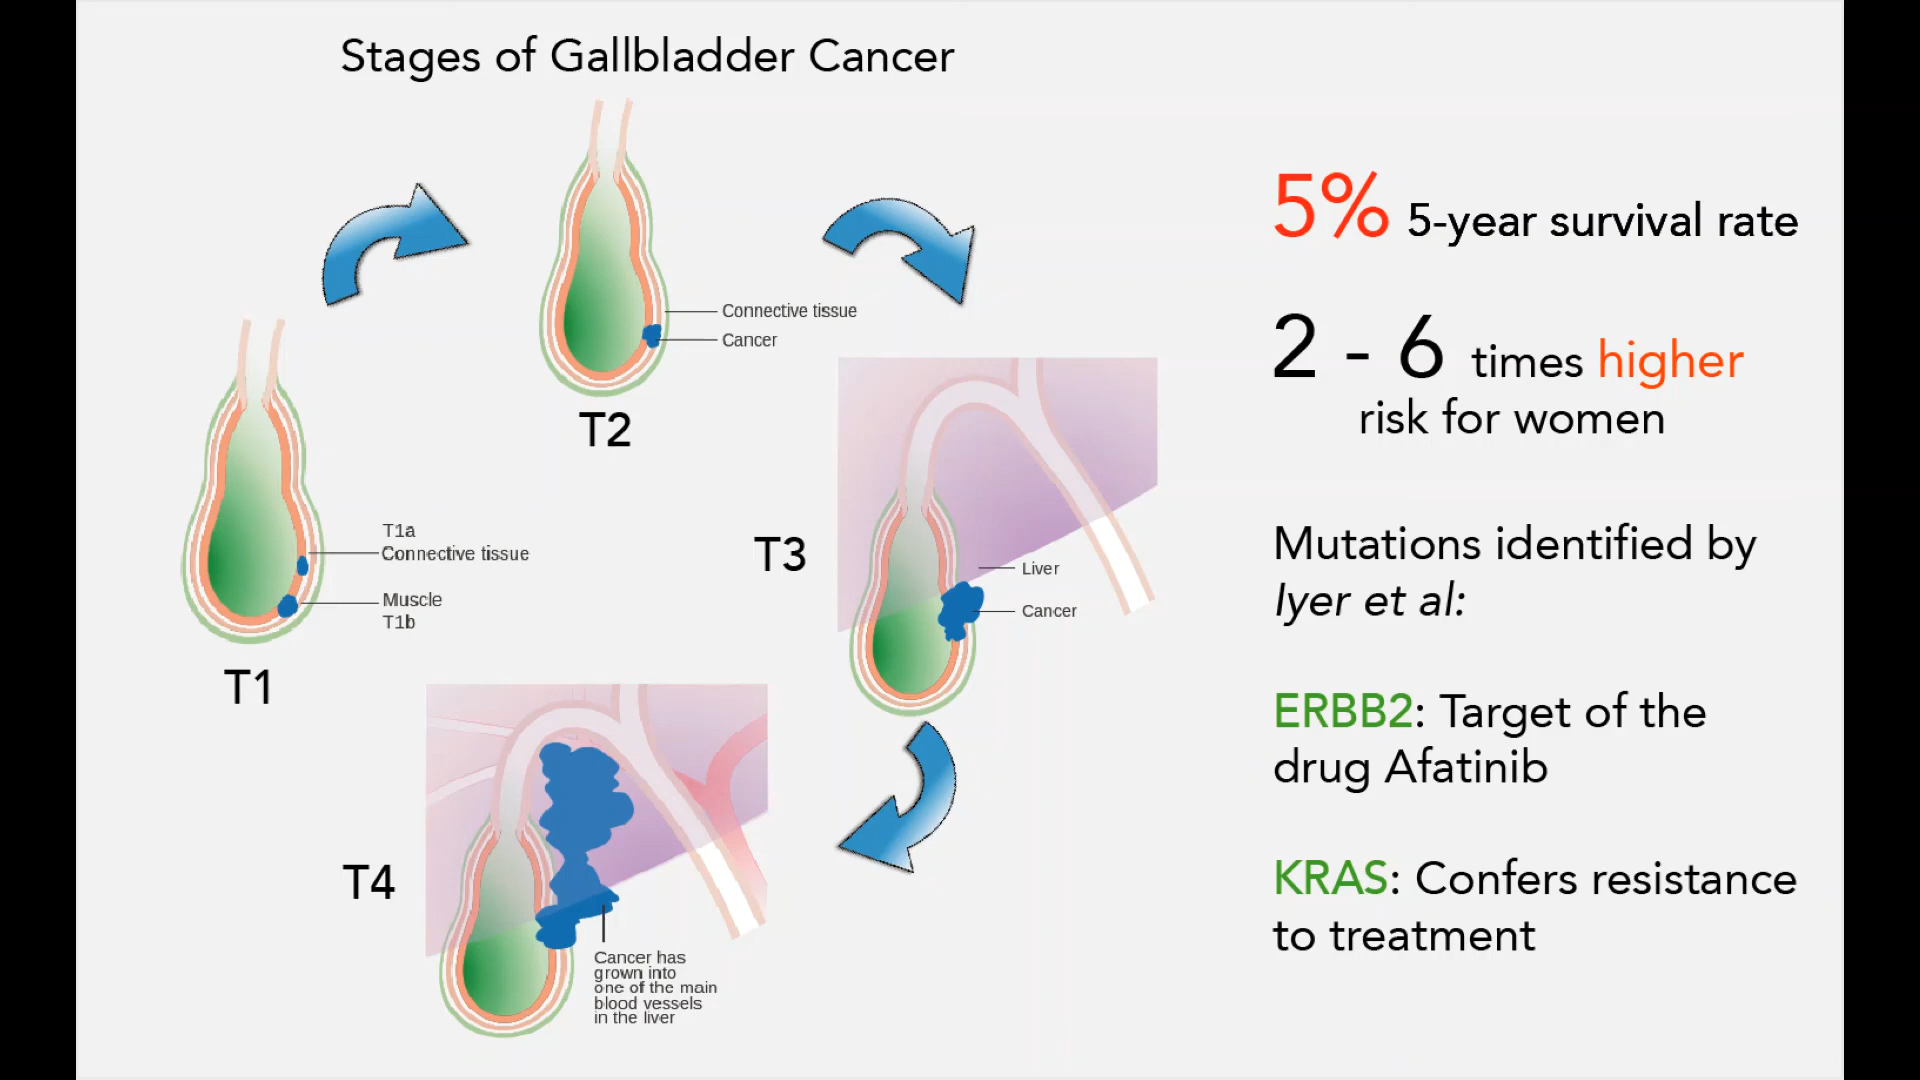 Stages of Gallbladder Cancer
Connective tissue
Cancer
T2
T1a
Connective tissue
Muscle
T1b
T1
T3
Liver
Cancer
T4
Cancer has
grown into
one of the main
blood vessels
in the liver
5% 5-year survival rate
2 - 6 times higher
risk for women
Mutations identified by
Iyer et al:
ERBB2: Target of the
drug Afatinib
KRAS: Confers resistance
to treatment